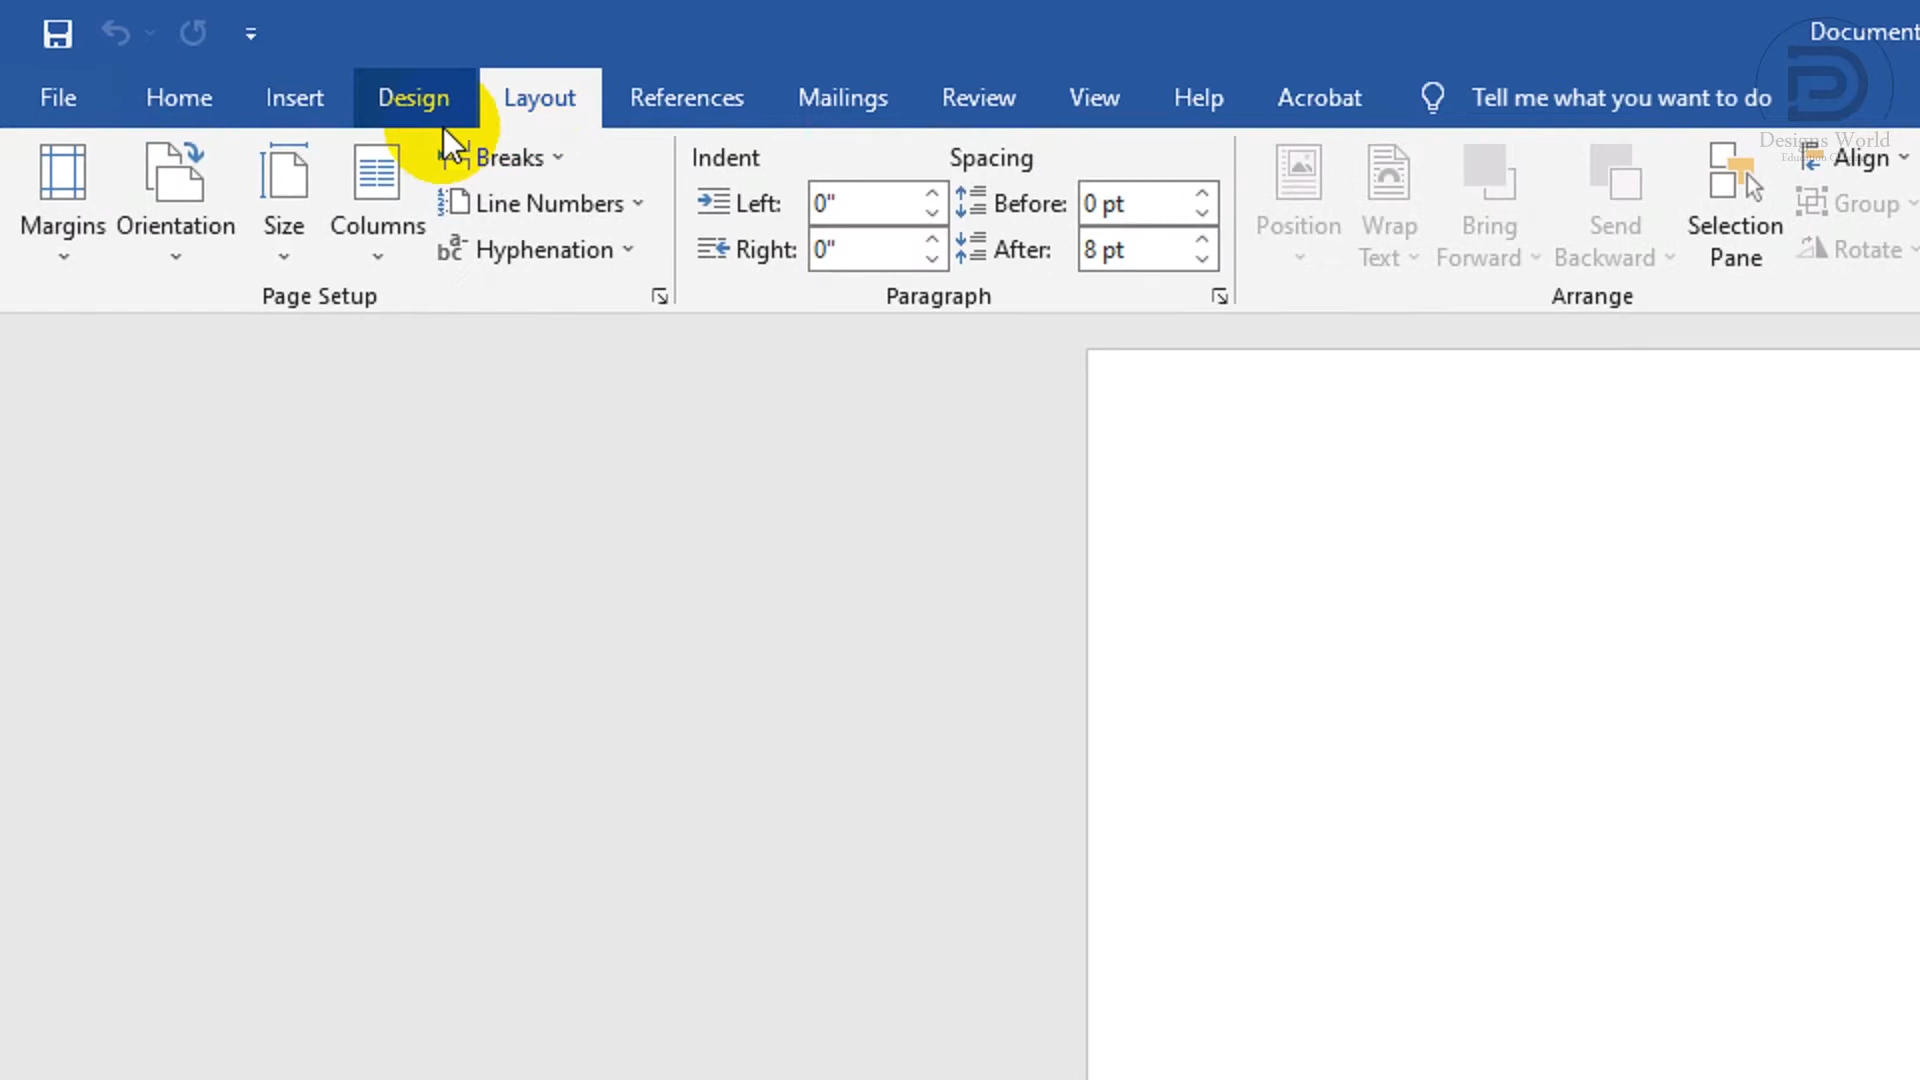 Document
File Home Insert Design Layout References Mailings Review View Help Acrobat Tell me what you want to do
Designs World
Margins Orientation Size Columns
Breaks
Line Numbers
Hyphenation
Page Setup
Indent Spacing
Left: 0" Before: 0 pt
Right: 0" After: 8 pt
Paragraph
Position
Wrap Text
Bring Forward
Send Backward
Selection Pane
Align
Group
Rotate
Arrange